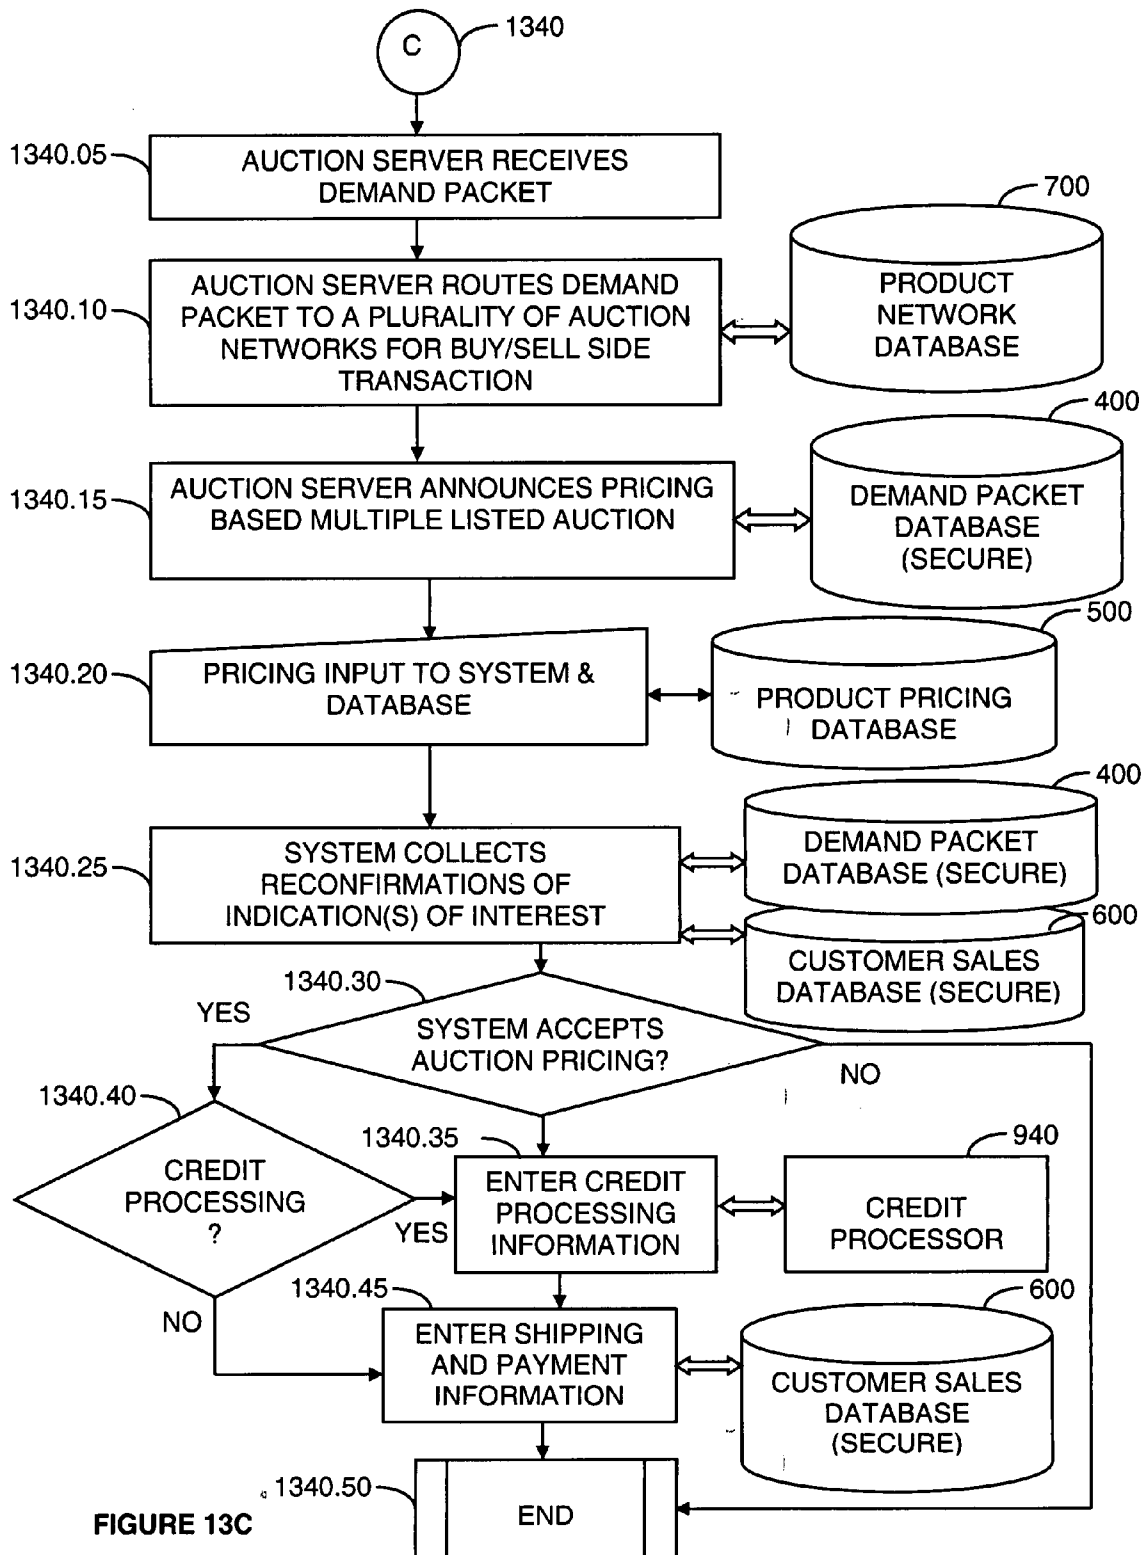 C
1340
1340.05
AUCTION SERVER RECEIVES
DEMAND PACKET
700
1340.10
AUCTION SERVER ROUTES DEMAND
PACKET TO A PLURALITY OF AUCTION
NETWORKS FOR BUY/SELL SIDE
TRANSACTION
PRODUCT
NETWORK
DATABASE
400
1340.15
AUCTION SERVER ANNOUNCES PRICING
BASED MULTIPLE LISTED AUCTION
DEMAND PACKET
DATABASE
(SECURE)
500
1340.20
PRICING INPUT TO SYSTEM &
DATABASE
PRODUCT PRICING
DATABASE
400
1340.25
SYSTEM COLLECTS
RECONFIRMATIONS OF
INDICATION(S) OF INTEREST
DEMAND PACKET
DATABASE (SECURE)
600
CUSTOMER SALES
DATABASE (SECURE)
1340.30
YES
SYSTEM ACCEPTS
AUCTION PRICING?
NO
1340.40
CREDIT
PROCESSING
?
YES
1340.35
ENTER CREDIT
PROCESSING
INFORMATION
940
CREDIT
PROCESSOR
NO
1340.45
ENTER SHIPPING
AND PAYMENT
INFORMATION
600
CUSTOMER SALES
DATABASE
(SECURE)
1340.50
END
FIGURE 13C